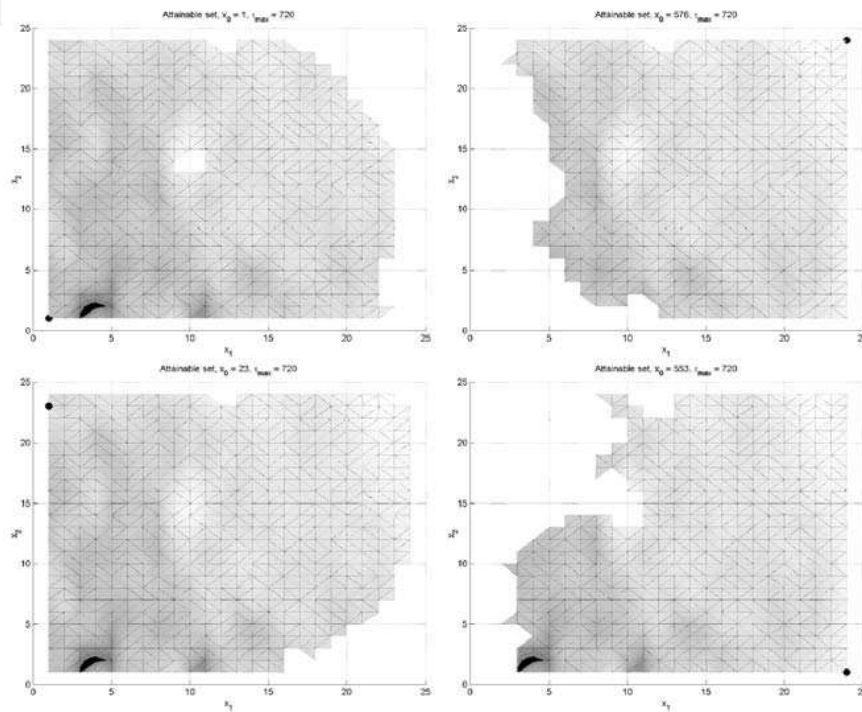 Attainable set, x₀ = 1, τₘₐₓ = 720
25
20
15
10
5
0
x₂
0 5 10 15 20 25
x₁
Attainable set, x₀ = 576, τₘₐₓ = 720
25
20
15
10
5
0
x₂
0 5 10 15 20 25
x₁
Attainable set, x₀ = 23, τₘₐₓ = 720
25
20
15
10
5
0
x₂
0 5 10 15 20 25
x₁
Attainable set, x₀ = 553, τₘₐₓ = 720
25
20
15
10
5
0
x₂
0 5 10 15 20 25
x₁